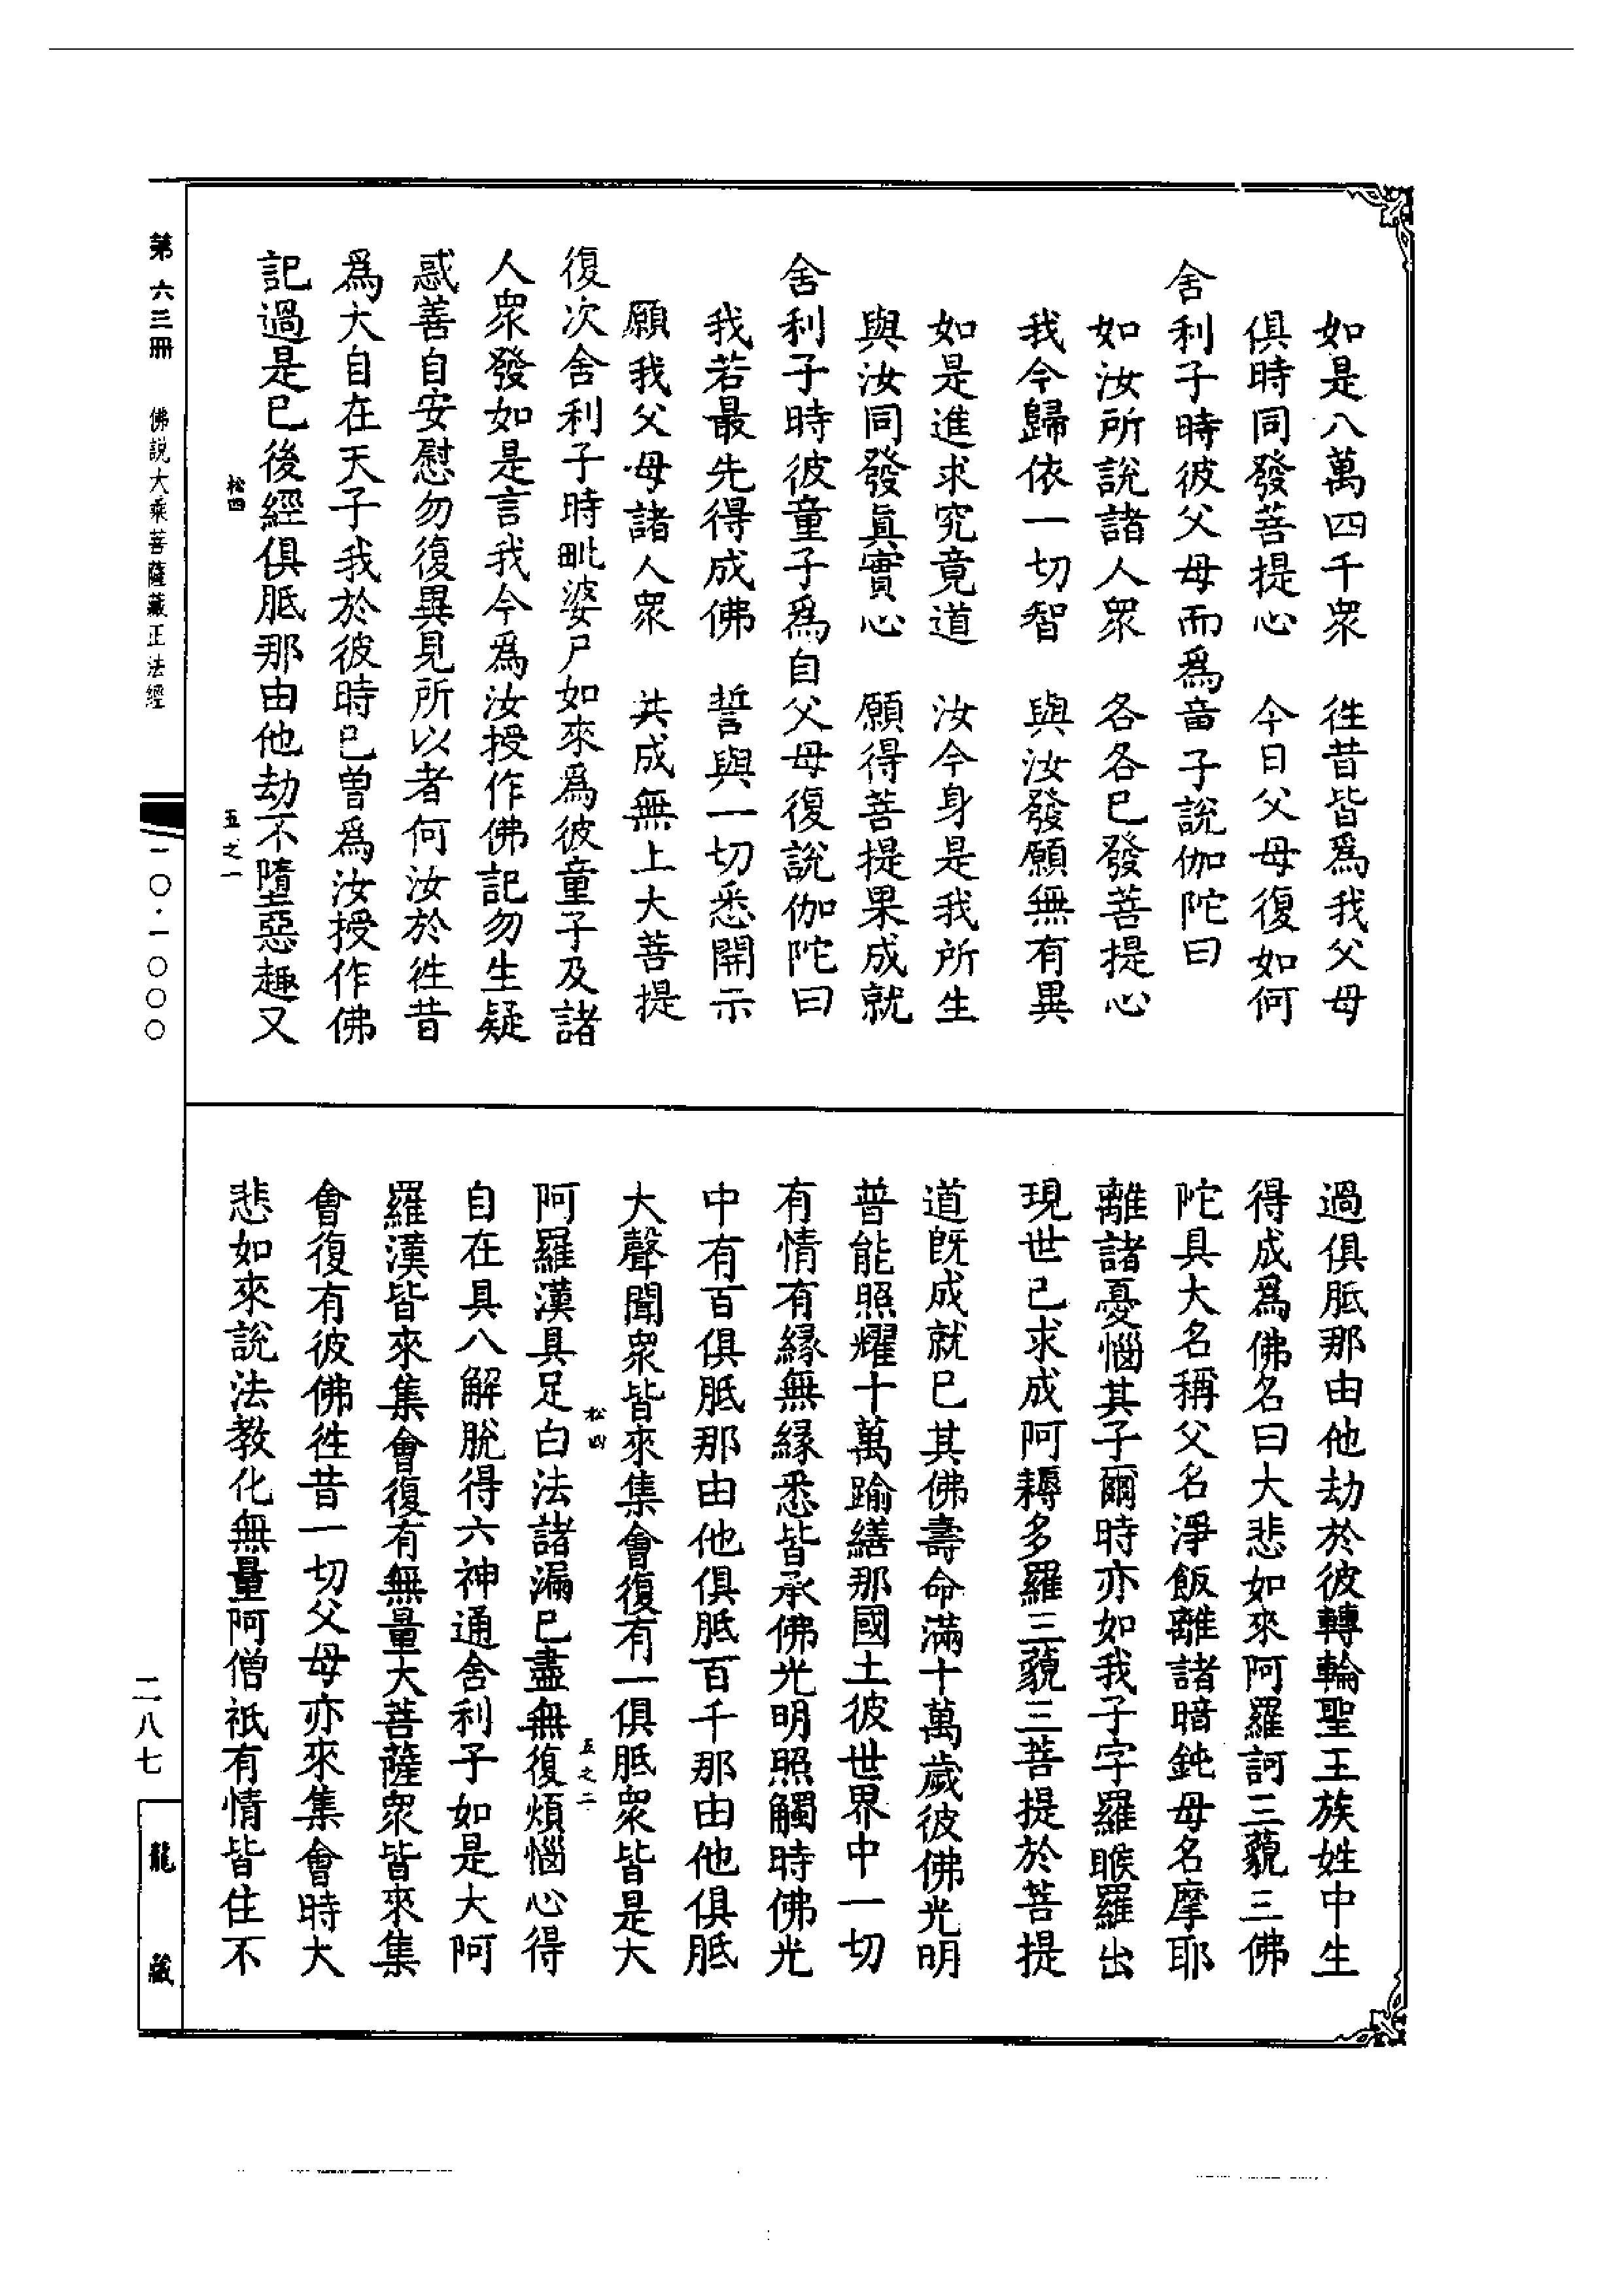 如是八萬四千衆　徃昔皆爲我父母
俱時同發菩提心　今日父母復如何
舍利子時彼父母而爲童子說伽陀曰
如汝所說諸人衆　各各已發菩提心
我今歸依一切智　與汝發願無有異
如是進求究竟道　汝今身是我所生
與汝同發眞實心　願得菩提果成就
舍利子時彼童子爲自父母復說伽陀曰
我若最先得成佛　誓與一切悉開示
願我父母諸人衆　共成無上大菩提
復次舍利子時毗婆尸如來爲彼童子及諸
人衆發如是言我今爲汝授作佛記勿生疑
惑善自安慰勿復異見所以者何汝於徃昔
爲大自在天子我於彼時已曾爲汝授作佛
記過是已後經俱胝那由他劫不墮惡趣又
松四
五之一
過俱胝那由他劫於彼轉輪聖王族姓中生
得成爲佛名曰大悲如來阿羅訶三藐三佛
陀具大名稱父名淨飯離諸暗鈍母名摩耶
離諸憂惱其子爾時亦如我子字羅睺羅出
現世已求成阿耨多羅三藐三菩提於菩提
道旣成就已其佛壽命滿十萬歲彼佛光明
普能照耀十萬踰繕那國土彼世界中一切
有情有緣無緣悉皆承佛光明照觸時佛光
中有百俱胝那由他俱胝百千那由他俱胝
大聲聞衆皆來集會復有一俱胝衆皆是大
松四
五之二
阿羅漢具足白法諸漏已盡無復煩惱心得
自在具八解脫得六神通舍利子如是大阿
羅漢皆來集會復有無量大菩薩衆皆來集
會復有彼佛徃昔一切父母亦來集會時大
悲如來說法教化無量阿僧祇有情皆住不
第六三冊　佛說大乘菩薩藏正法經
一〇·一〇〇〇
二八七
龍藏